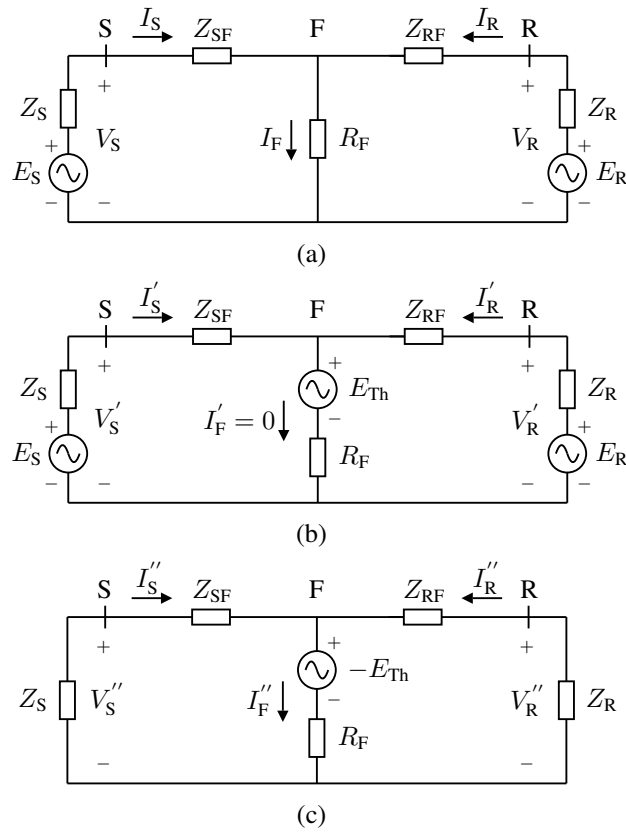 S I_S Z_SF F Z_RF I_R R
+ +
Z_S V_S I_F R_F V_R Z_R
+ +
E_S E_R
− − − −
(a)
S I_S' Z_SF F Z_RF I_R' R
+ + +
Z_S E_Th Z_R
V_S' I_F' = 0 − V_R'
+ +
E_S R_F E_R
− − − −
(b)
S I_S'' Z_SF F Z_RF I_R'' R
+ + +
−E_Th
Z_S V_S'' I_F'' − V_R'' Z_R
R_F
− −
(c)